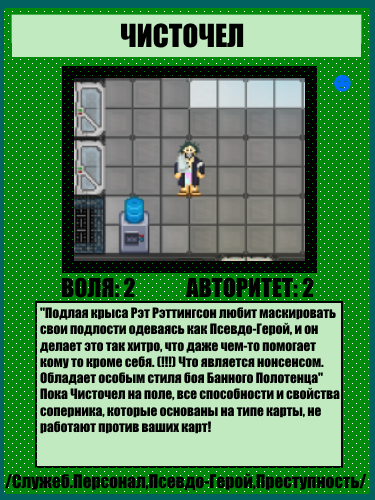 ЧИСТОЧЕЛ
ВОЛЯ: 2 АВТОРИТЕТ: 2
"Подлая крыса Рэт Рэттингсон любит маскировать
свои подлости одеваясь как Псевдо-Герой, и он
делает это так хитро, что даже чем-то помогает
кому то кроме себя. (!!!) Что является нонсенсом.
Обладает особым стиля боя Банного Полотенца"
Пока Чисточел на поле, все способности и свойства
соперника, которые основаны на типе карты, не
работают против ваших карт!
/Служеб.Персонал.Псевдо-Герой,Преступность/